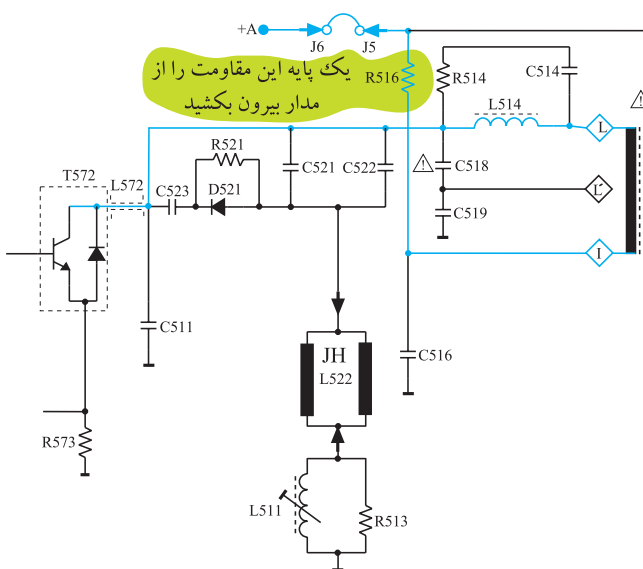 +A
J6 J5
یک پایه این مقاومت را از
مدار بیرون بکشید
R516
R514
C514
L514
L
R521
C521
C522
C518
T572
L572
C523
D521
L´
C519
I
C511
JH
L522
C516
R573
L511
R513